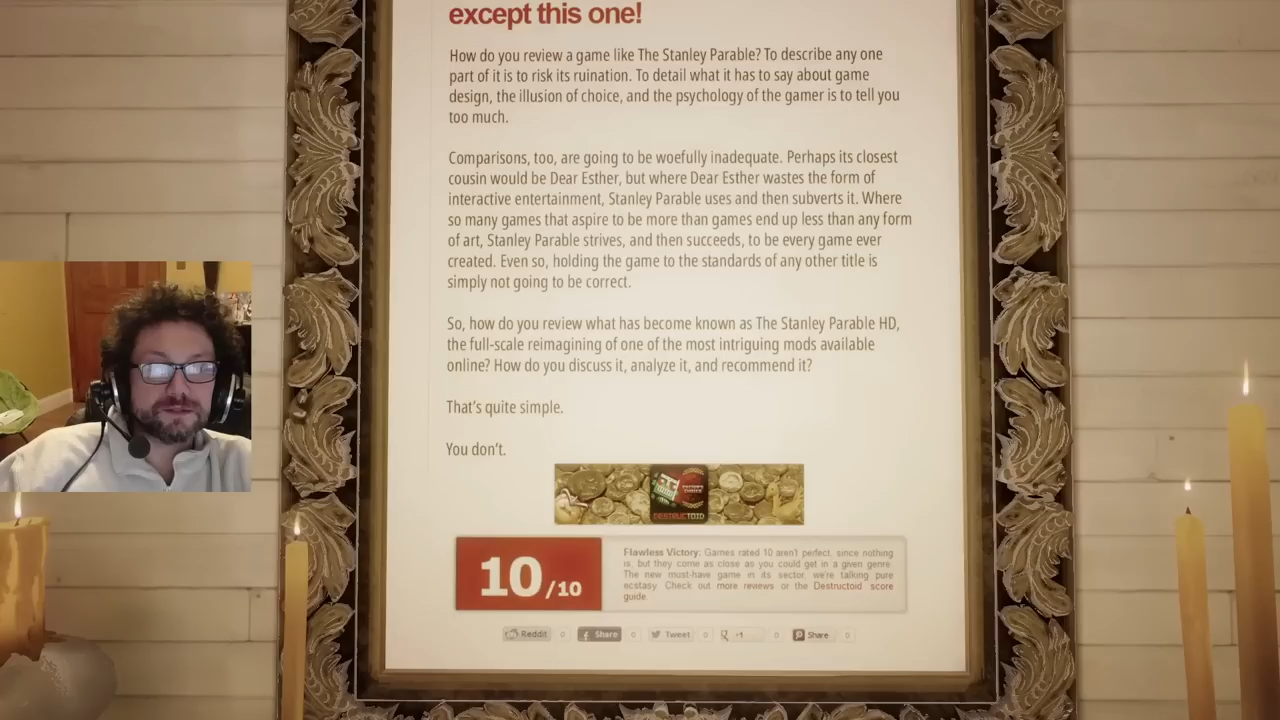 except this one!
How do you review a game like The Stanley Parable? To describe any one
part of it is to risk its ruination. To detail what it has to say about game
design, the illusion of choice, and the psychology of the gamer is to tell you
too much.
Comparisons, too, are going to be woefully inadequate. Perhaps its closest
cousin would be Dear Esther, but where Dear Esther wastes the form of
interactive entertainment, Stanley Parable uses and then subverts it. Where
so many games that aspire to be more than games end up less than any form
of art, Stanley Parable strives, and then succeeds, to be every game ever
created. Even so, holding the game to the standards of any other title is
simply not going to be correct.
So, how do you review what has become known as The Stanley Parable HD,
the full-scale reimagining of one of the most intriguing mods available
online? How do you discuss it, analyze it, and recommend it?
That's quite simple.
You don't.
DESTRUCTOID
10/10
Flawless Victory: Games rated 10 aren't perfect, since nothing
is, but they come as close as you could get in a given genre.
The new must-have game in its sector, we're talking pure
ecstasy. Check out more reviews or the Destructoid score
guide.
Reddit 0 Share 0 Tweet 0 +1 0 Share 0